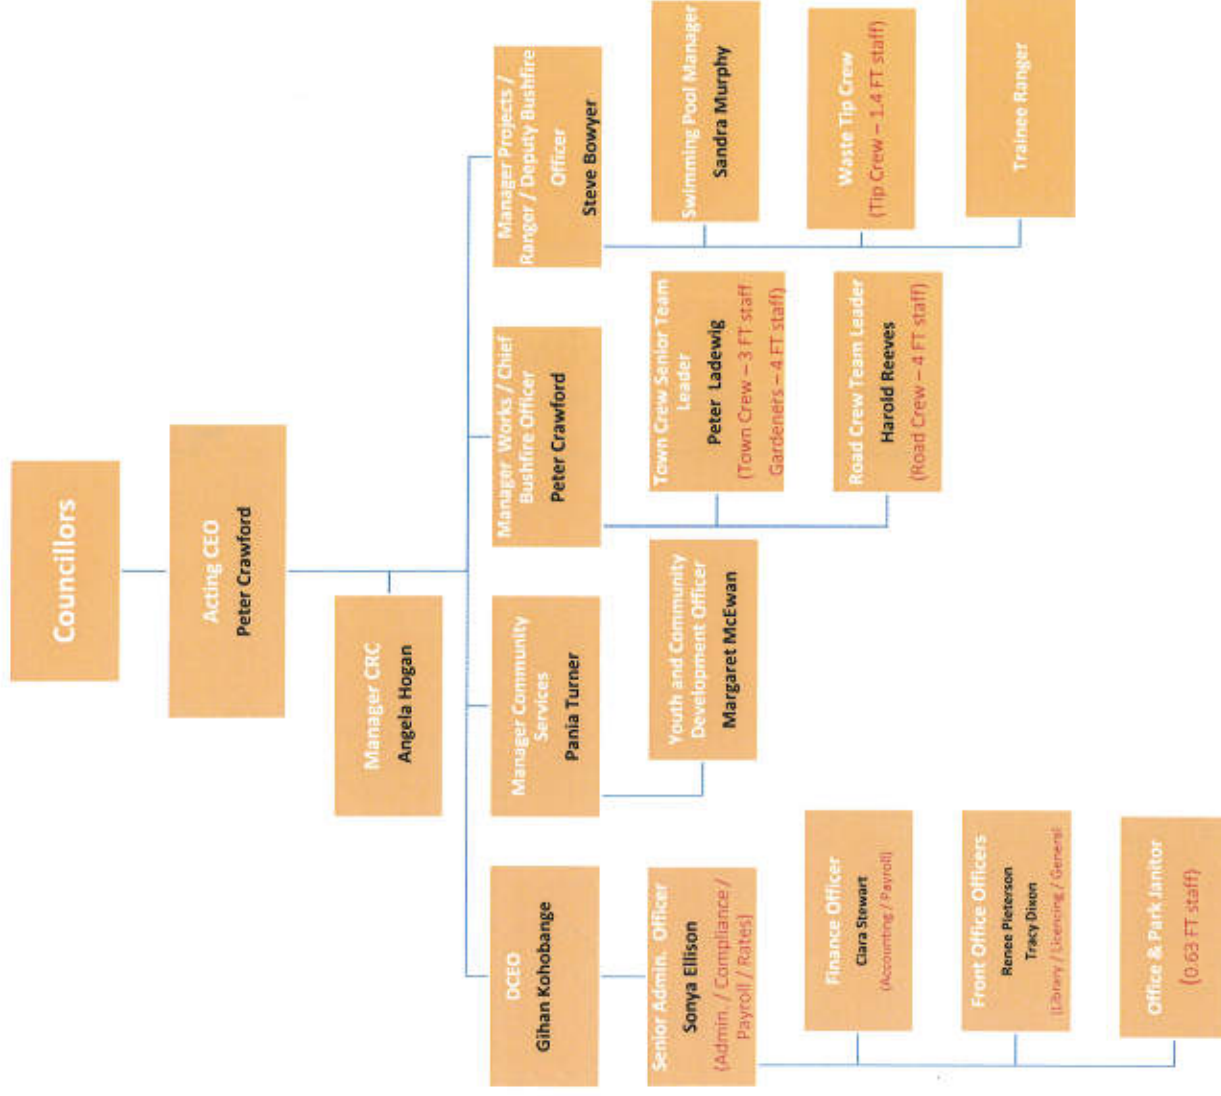 Councillors
Acting CEO
Peter Crawford
Manager CRC
Angela Hogan
DCEO
Gihan Kohobange
Senior Admin. Officer
Sonya Ellison
(Admin. / Compliance /
Payroll / Rates)
Finance Officer
Clara Stewart
(Accounting / Payroll)
Front Office Officers
Renee Pieterson
Tracy Dixon
(Library / Licencing / General
Office & Park Janitor
(0.63 FT staff)
Manager Community
Services
Pania Turner
Youth and Community
Development Officer
Margaret McEwan
Manager Works / Chief
Bushfire Officer
Peter Crawford
Town Crew Senior Team
Leader
Peter Ladewig
(Town Crew – 3 FT staff
Gardeners – 4 FT staff)
Road Crew Team Leader
Harold Reeves
(Road Crew – 4 FT staff)
Manager Projects /
Ranger / Deputy Bushfire
Officer
Steve Bowyer
Swimming Pool Manager
Sandra Murphy
Waste Tip Crew
(Tip Crew – 1.4 FT staff)
Trainee Ranger